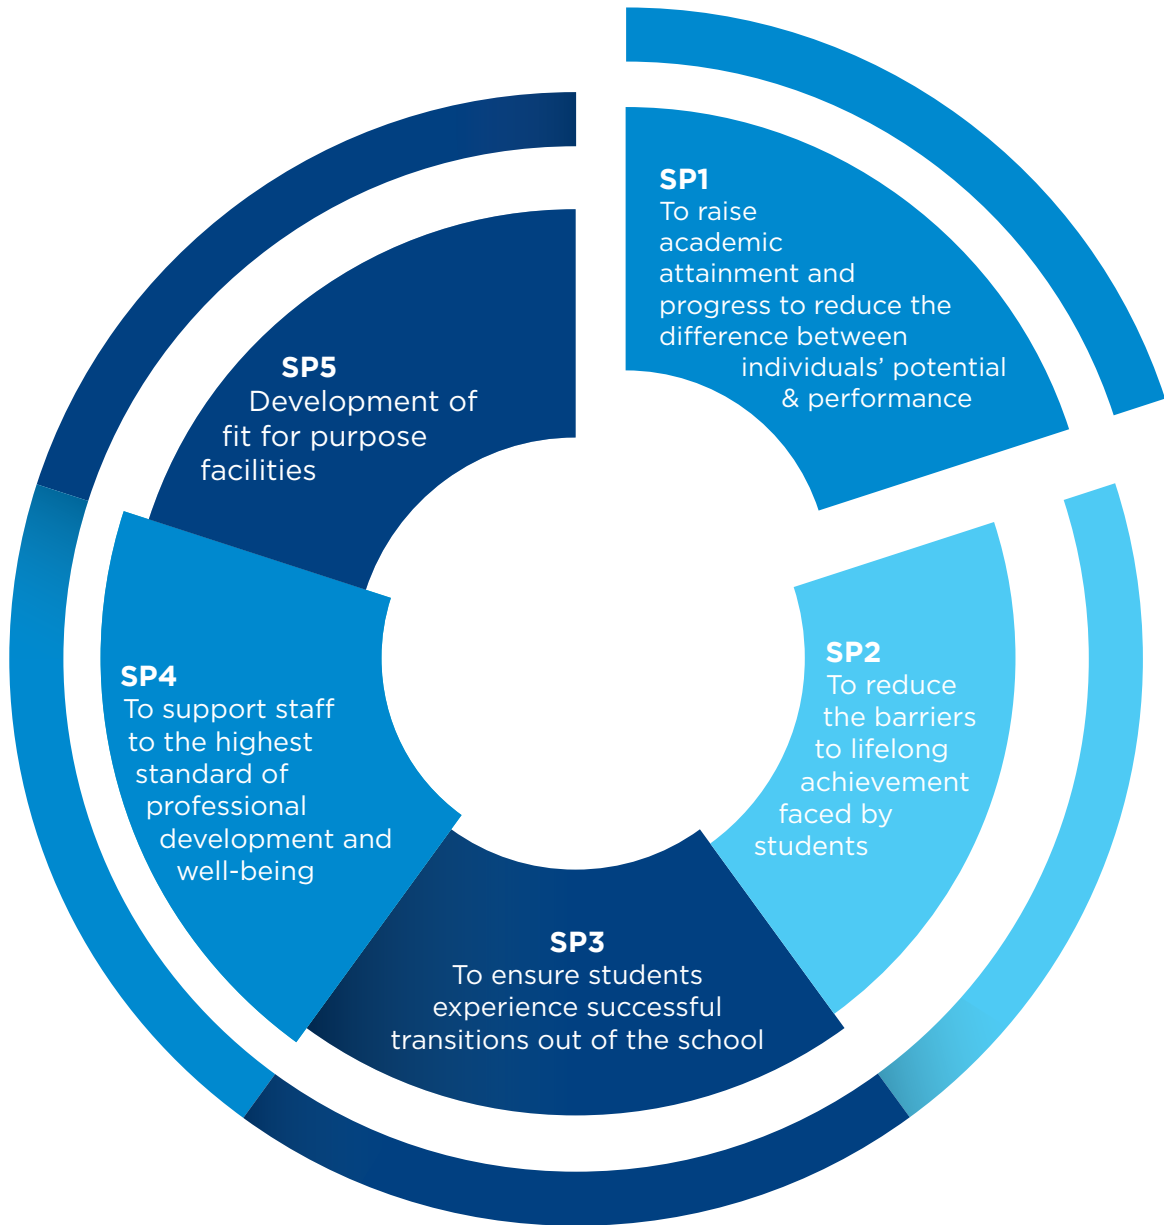 SP1
To raise
academic
attainment and
progress to reduce the
difference between
individuals’ potential
& performance
SP2
To reduce
the barriers
to lifelong
achievement
faced by
students
SP3
To ensure students
experience successful
transitions out of the school
SP4
To support staff
to the highest
standard of
professional
development and
well-being
SP5
Development of
fit for purpose
facilities